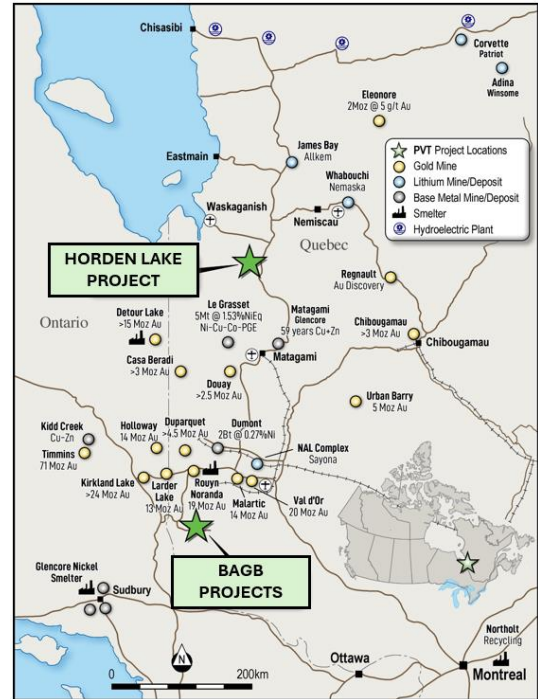 Chisasibi
Corvette
Patriot
Adina
Winsome
Eleonore
2Moz @ 5 g/t Au
PVT Project Locations
Gold Mine
Lithium Mine/Deposit
Base Metal Mine/Deposit
Smelter
Hydroelectric Plant
James Bay
Allkem
Eastmain
Whabouchi
Nemaska
Waskaganish
Nemiscau
Quebec
HORDEN LAKE
PROJECT
Regnault
Au Discovery
Ontario
Le Grasset
5Mt @ 1.53%NiEq
Ni-Cu-Co-PGE
Matagami
Glencore
59 years Cu+Zn
Detour Lake
>15 Moz Au
Chibougamau
>3 Moz Au
Chibougamau
Matagami
Casa Beradi
>3 Moz Au
Douay
>2.5 Moz Au
Urban Barry
5 Moz Au
Kidd Creek
Cu-Zn
Timmins
71 Moz Au
Holloway
14 Moz Au
Duparquet
>4.5 Moz Au
Dumont
2Bt @ 0.27%Ni
NAL Complex
Sayona
Kirkland Lake
>24 Moz Au
Larder
Lake
13 Moz Au
Rouyn
Noranda
19 Moz Au
Malartic
14 Moz Au
Val d'Or
20 Moz Au
BAGB
PROJECTS
Glencore Nickel
Smelter
Sudbury
Northolt
Recycling
N
Ottawa
Montreal
0
200km